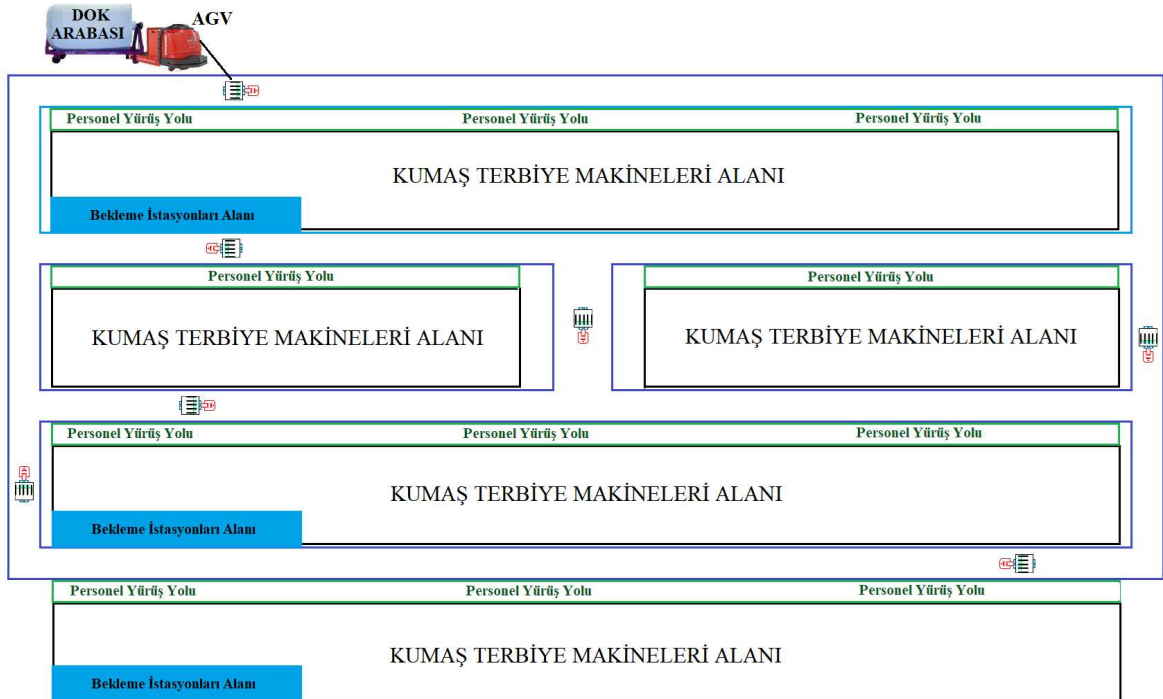 DOK
ARABASI
AGV
Personel Yürüş Yolu Personel Yürüş Yolu Personel Yürüş Yolu
KUMAŞ TERBİYE MAKİNELERİ ALANI
Bekleme İstasyonları Alanı
Personel Yürüş Yolu Personel Yürüş Yolu
KUMAŞ TERBİYE MAKİNELERİ ALANI KUMAŞ TERBİYE MAKİNELERİ ALANI
Personel Yürüş Yolu Personel Yürüş Yolu Personel Yürüş Yolu
KUMAŞ TERBİYE MAKİNELERİ ALANI
Bekleme İstasyonları Alanı
Personel Yürüş Yolu Personel Yürüş Yolu Personel Yürüş Yolu
KUMAŞ TERBİYE MAKİNELERİ ALANI
Bekleme İstasyonları Alanı